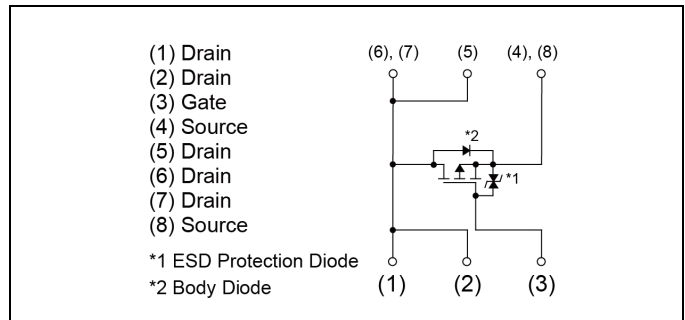 (1) Drain
(2) Drain
(3) Gate
(4) Source
(5) Drain
(6) Drain
(7) Drain
(8) Source
*1 ESD Protection Diode
*2 Body Diode
(6), (7) (5) (4), (8)
*2
*1
(1) (2) (3)